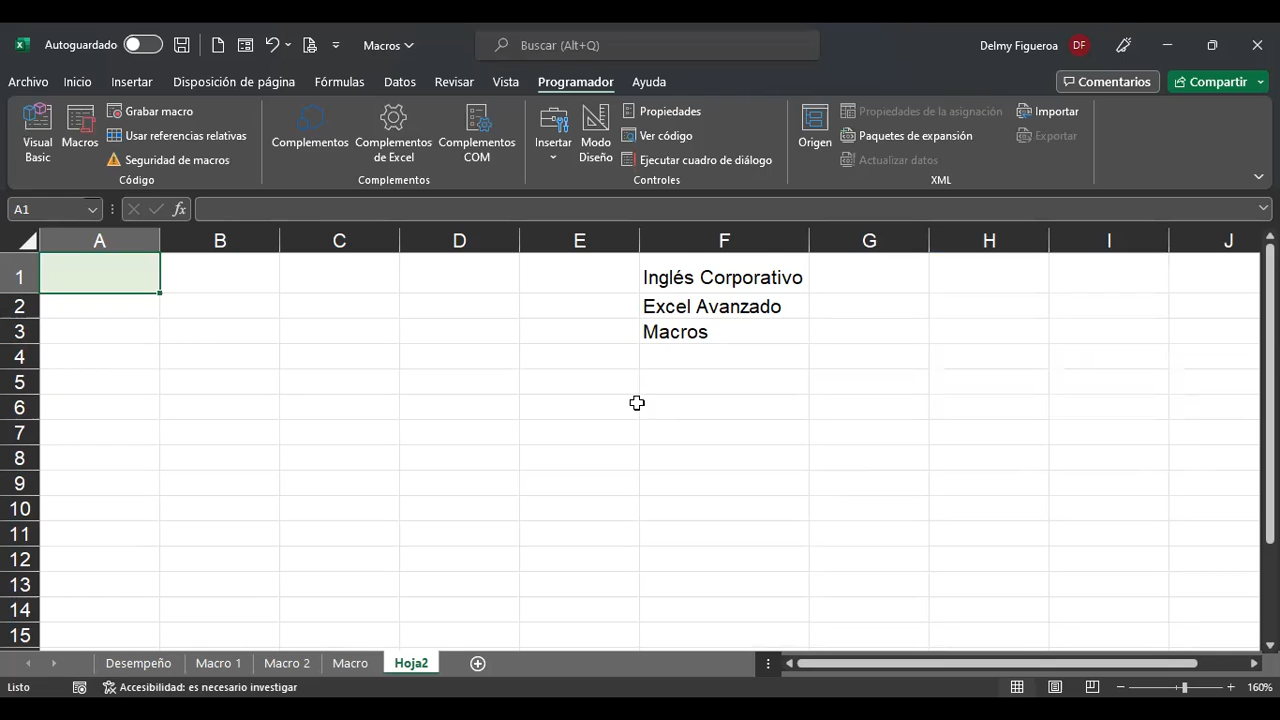 Autoguardado
Macros
Buscar (Alt+Q)
Delmy Figueroa
DF
Archivo Inicio Insertar Disposición de página Fórmulas Datos Revisar Vista Programador Ayuda
Comentarios
Compartir
Visual Basic
Macros
Grabar macro
Usar referencias relativas
Seguridad de macros
Código
Complementos
Complementos de Excel
Complementos COM
Complementos
Insertar
Modo Diseño
Propiedades
Ver código
Ejecutar cuadro de diálogo
Controles
Origen
Propiedades de la asignación
Paquetes de expansión
Actualizar datos
Importar
Exportar
XML
A1
fx
A B C D E F G H I J
1 Inglés Corporativo
2 Excel Avanzado
3 Macros
4
5
6
7
8
9
10
11
12
13
14
15
Desempeño Macro 1 Macro 2 Macro Hoja2
Listo
Accesibilidad: es necesario investigar
160%